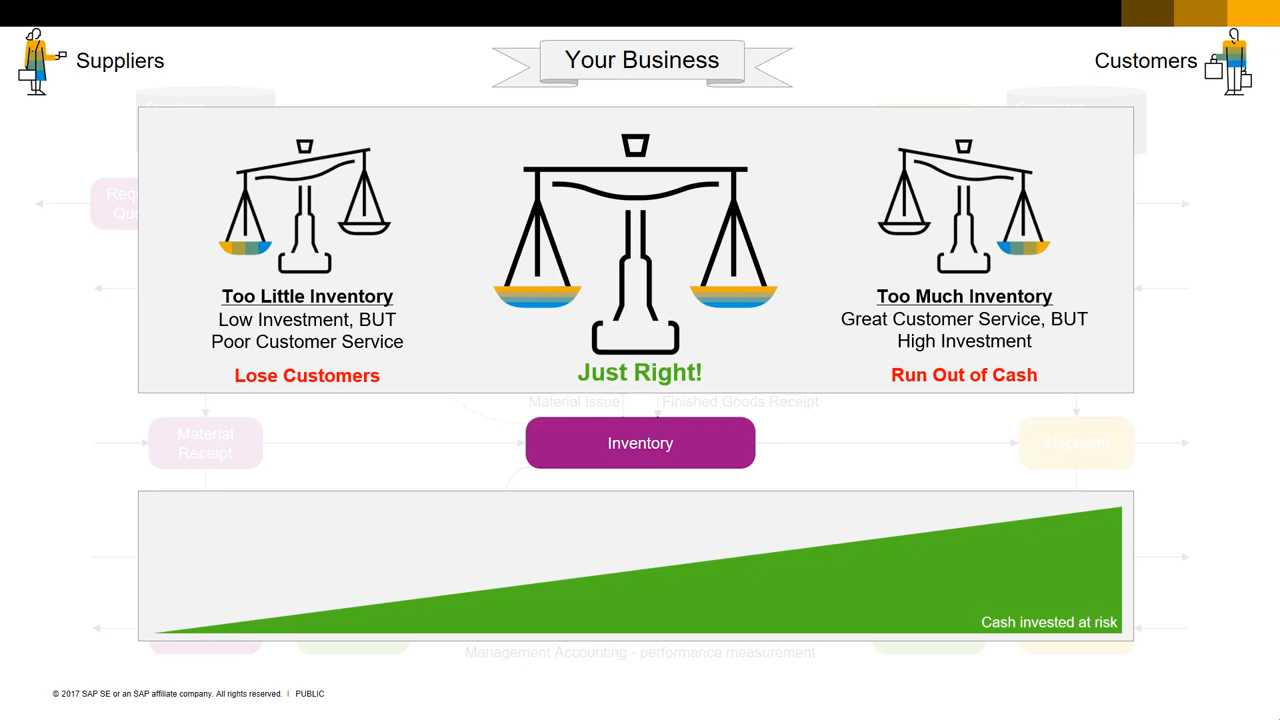 Suppliers
Your Business
Customers
Suppliers
Customers
Too Little Inventory
Low Investment, BUT
Poor Customer Service
Lose Customers
Just Right!
Too Much Inventory
Great Customer Service, BUT
High Investment
Run Out of Cash
Material Issue
Finished Goods Receipt
Material
Receipt
Inventory
Shipment
Cash invested at risk
Management Accounting - performance measurement
© 2017 SAP SE or an SAP affiliate company. All rights reserved. | PUBLIC